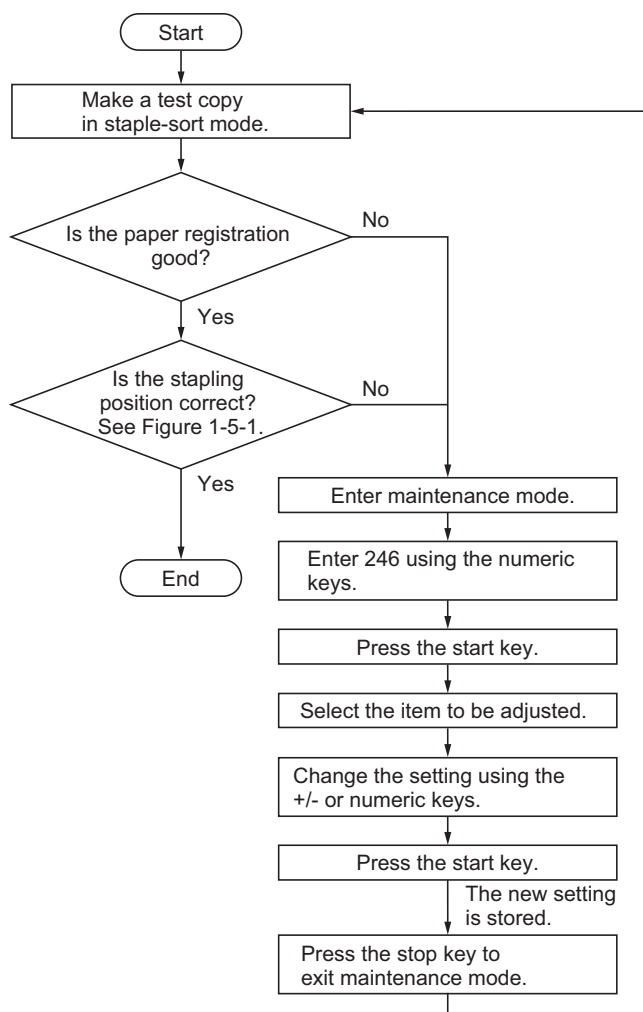 Start
Make a test copy
in staple-sort mode.
Is the paper registration
good?
No
Yes
Is the stapling
position correct?
See Figure 1-5-1.
No
Yes
End
Enter maintenance mode.
Enter 246 using the numeric
keys.
Press the start key.
Select the item to be adjusted.
Change the setting using the
+/- or numeric keys.
Press the start key.
The new setting
is stored.
Press the stop key to
exit maintenance mode.